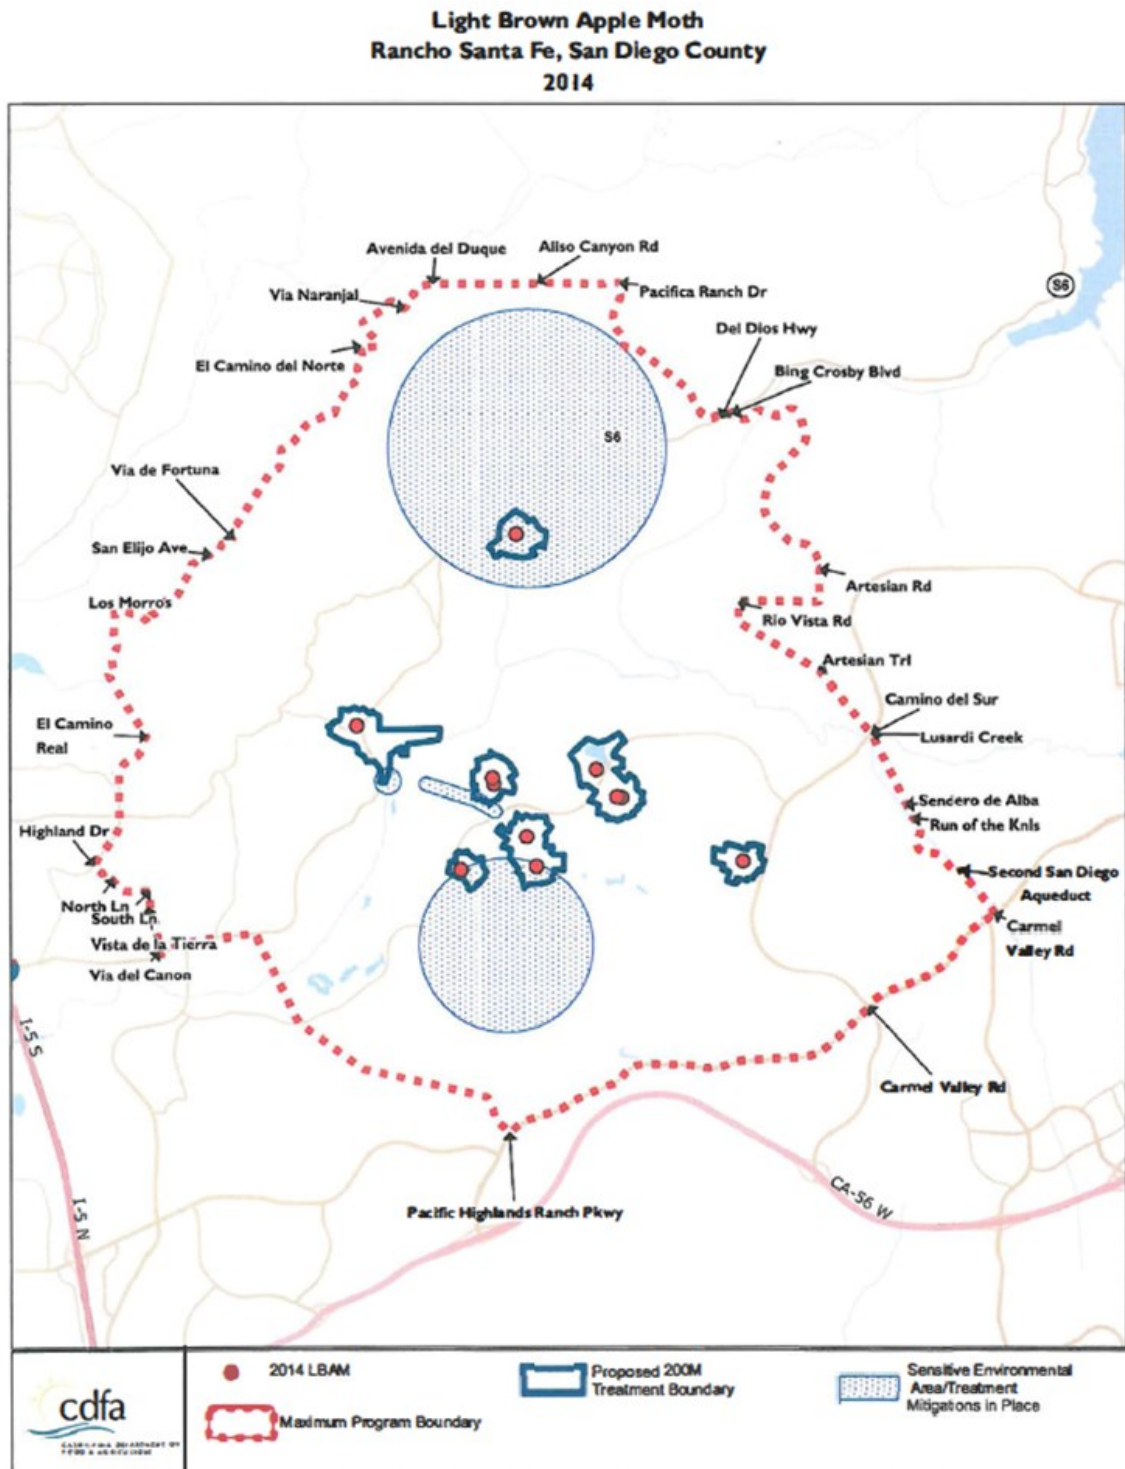 Light Brown Apple Moth
Rancho Santa Fe, San Diego County
2014
Avenida del Duque
Aliso Canyon Rd
S6
Via Naranjal
Pacifica Ranch Dr
Del Dios Hwy
El Camino del Norte
Bing Crosby Blvd
S6
Via de Fortuna
San Elijo Ave
Artesian Rd
Los Morros
Rio Vista Rd
Artesian Trl
Camino del Sur
El Camino
Real
Lusardi Creek
Sendero de Alba
Run of the Knls
Highland Dr
Second San Diego
Aqueduct
North Ln
South Ln
Carmel
Valley Rd
Vista de la Tierra
Via del Canon
I-5 S
Carmel Valley Rd
I-5 N
CA-56 W
Pacific Highlands Ranch Pkwy
2014 LBAM
Maximum Program Boundary
Proposed 200M
Treatment Boundary
Sensitive Environmental
Area/Treatment
Mitigations in Place
cdfa
CALIFORNIA DEPARTMENT OF
FOOD & AGRICULTURE